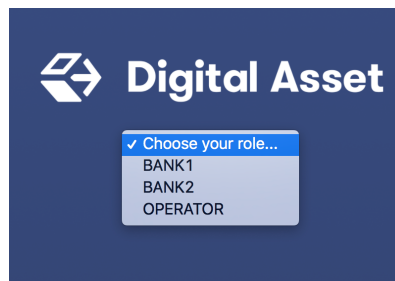 Digital Asset
✓ Choose your role...
BANK1
BANK2
OPERATOR